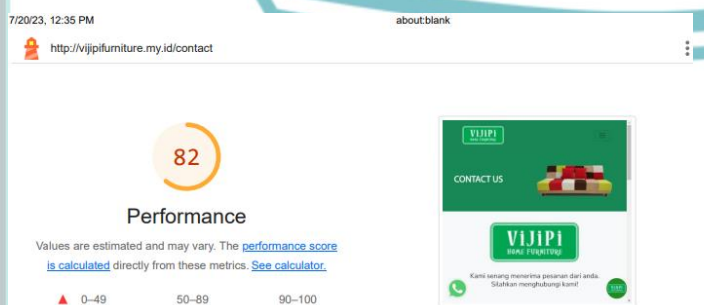 7/20/23, 12:35 PM about:blank
http://vijipifurniture.my.id/contact
82
Performance
Values are estimated and may vary. The performance score
is calculated directly from these metrics. See calculator.
0–49 50–89 90–100
ViJiPi
HOME FURNITURE
CONTACT US
ViJiPi
HOME FURNITURE
Kami senang menerima pesanan dari anda.
Silahkan menghubungi kami!